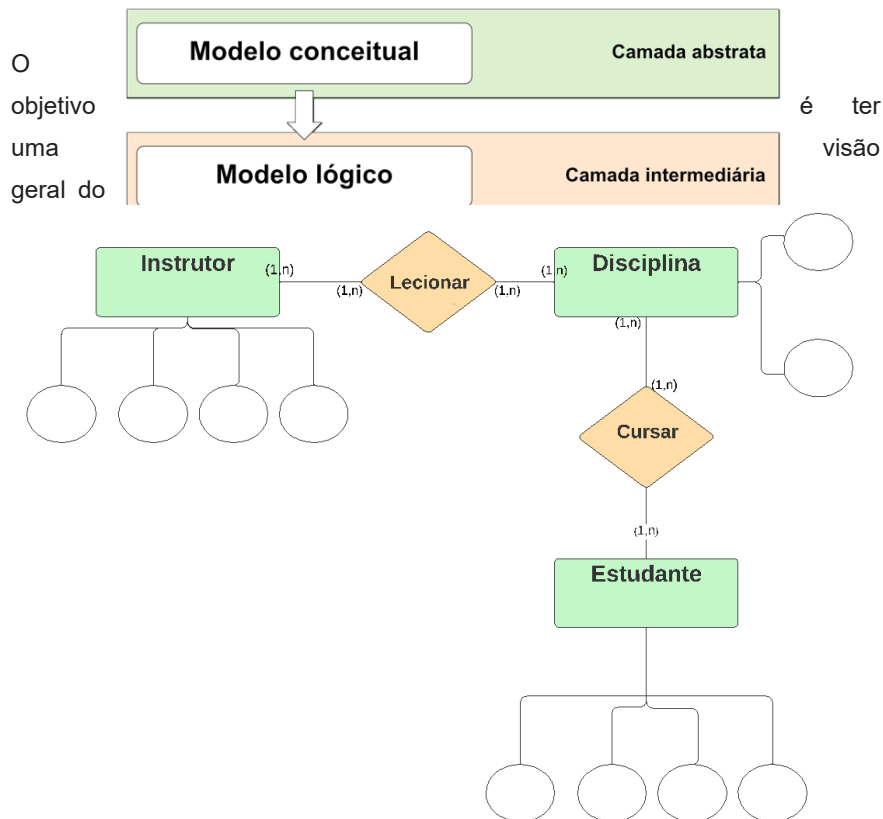 Modelo conceitual Camada abstrata
O
objetivo é ter
uma visão
Modelo lógico Camada intermediária
geral do
Instrutor (1,n) (1,n) Lecionar (1,n) (1,n) Disciplina
(1,n)
(1,n)
Cursar
(1,n)
Estudante